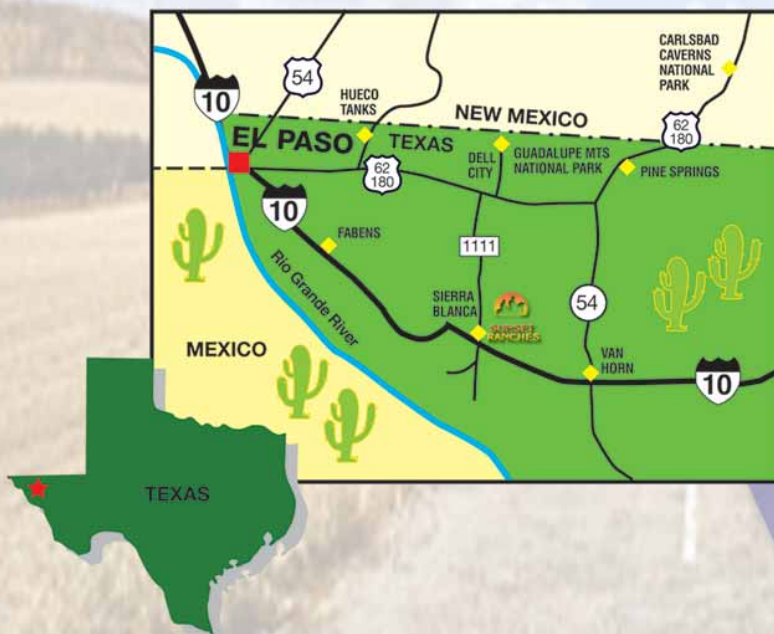 10
54
HUECO
TANKS
CARLSBAD
CAVERNS
NATIONAL
PARK
NEW MEXICO
62
180
EL PASO
TEXAS
62
180
DELL
CITY
GUADALUPE MTS
NATIONAL PARK
PINE SPRINGS
10
FABENS
1111
Rio Grande River
SIERRA
BLANCA
SUNSET
RANCHES
54
MEXICO
VAN
HORN
10
TEXAS